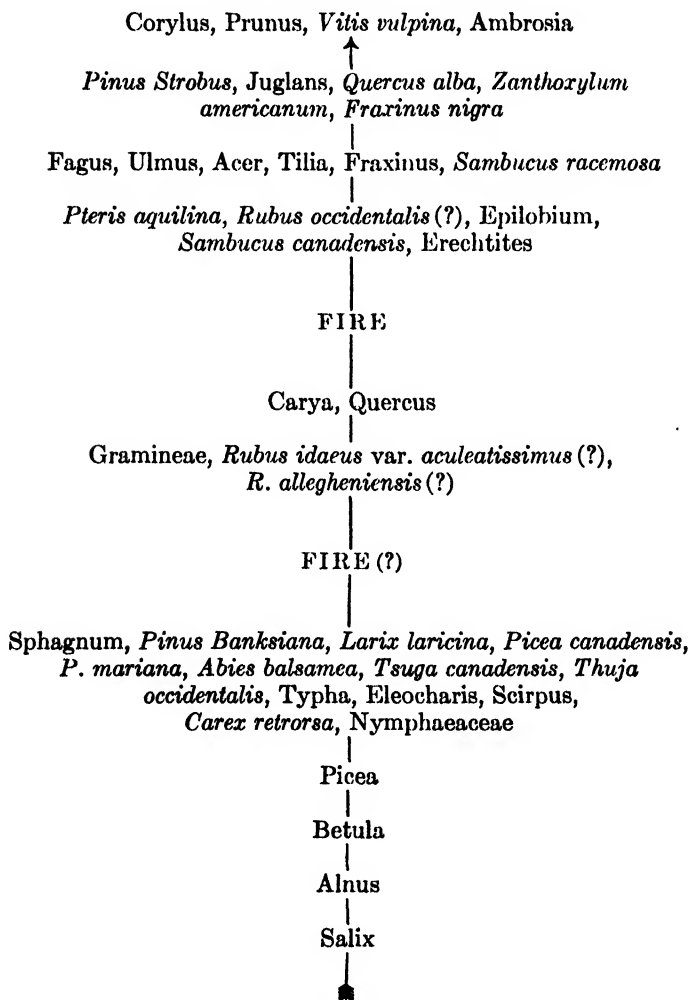 Corylus, Prunus, Vitis vulpina, Ambrosia
Pinus Strobus, Juglans, Quercus alba, Zanthoxylum
americanum, Fraxinus nigra
Fagus, Ulmus, Acer, Tilia, Fraxinus, Sambucus racemosa
Pteris aquilina, Rubus occidentalis (?), Epilobium,
Sambucus canadensis, Erechtites
FIRE
Carya, Quercus
Gramineae, Rubus idaeus var. aculeatissimus (?),
R. allegheniensis (?)
FIRE (?)
Sphagnum, Pinus Banksiana, Larix laricina, Picea canadensis,
P. mariana, Abies balsamea, Tsuga canadensis, Thuja
occidentalis, Typha, Eleocharis, Scirpus,
Carex retrorsa, Nymphaeaceae
Picea
Betula
Alnus
Salix